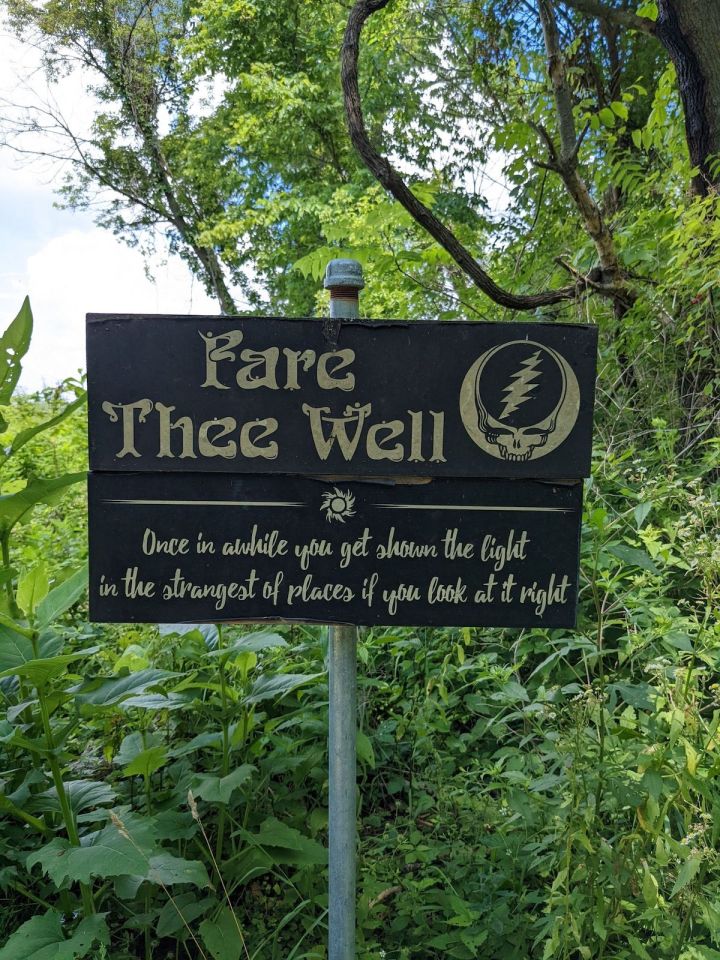 Fare
Thee Well
Once in awhile you get shown the light
in the strangest of places if you look at it right